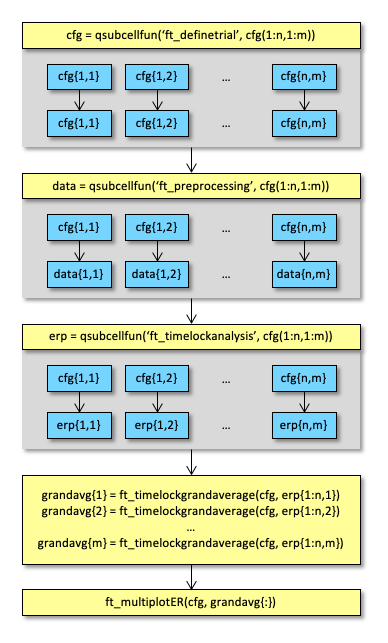 cfg = qsubcellfun(‘ft_definetrial’, cfg(1:n,1:m))
cfg{1,1} cfg{1,2} ... cfg{n,m}
cfg{1,1} cfg{1,2} ... cfg{n,m}
data = qsubcellfun(‘ft_preprocessing’, cfg(1:n,1:m))
cfg{1,1} cfg{1,2} ... cfg{n,m}
data{1,1} data{1,2} ... data{n,m}
erp = qsubcellfun(‘ft_timelockanalysis’, cfg(1:n,1:m))
cfg{1,1} cfg{1,2} ... cfg{n,m}
erp{1,1} erp{1,2} ... erp{n,m}
grandavg{1} = ft_timelockgrandaverage(cfg, erp{1:n,1})
grandavg{2} = ft_timelockgrandaverage(cfg, erp{1:n,2})
...
grandavg{m} = ft_timelockgrandaverage(cfg, erp{1:n,m})
ft_multiplotER(cfg, grandavg{:})